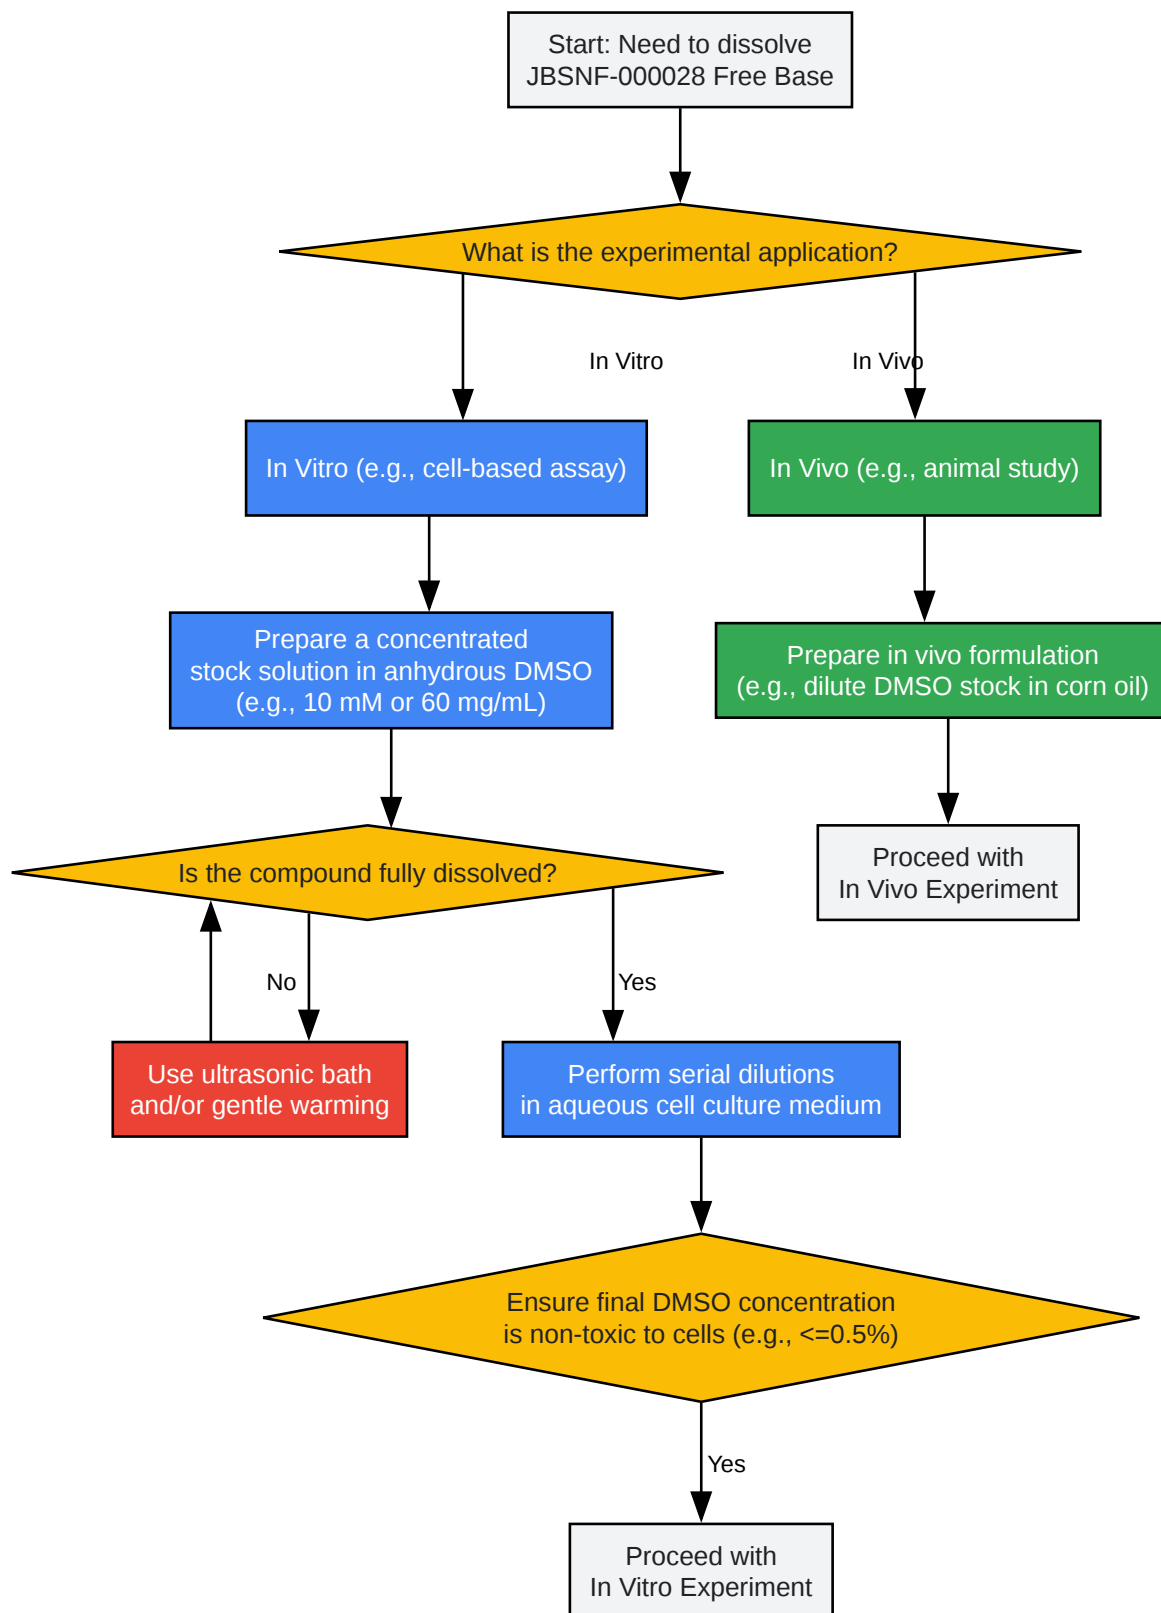 Start: Need to dissolve
JBSNF-000028 Free Base
What is the experimental application?
In Vitro
In Vivo
In Vitro (e.g., cell-based assay)
In Vivo (e.g., animal study)
Prepare a concentrated
stock solution in anhydrous DMSO
(e.g., 10 mM or 60 mg/mL)
Prepare in vivo formulation
(e.g., dilute DMSO stock in corn oil)
Is the compound fully dissolved?
Proceed with
In Vivo Experiment
No
Yes
Use ultrasonic bath
and/or gentle warming
Perform serial dilutions
in aqueous cell culture medium
Ensure final DMSO concentration
is non-toxic to cells (e.g., <=0.5%)
Yes
Proceed with
In Vitro Experiment